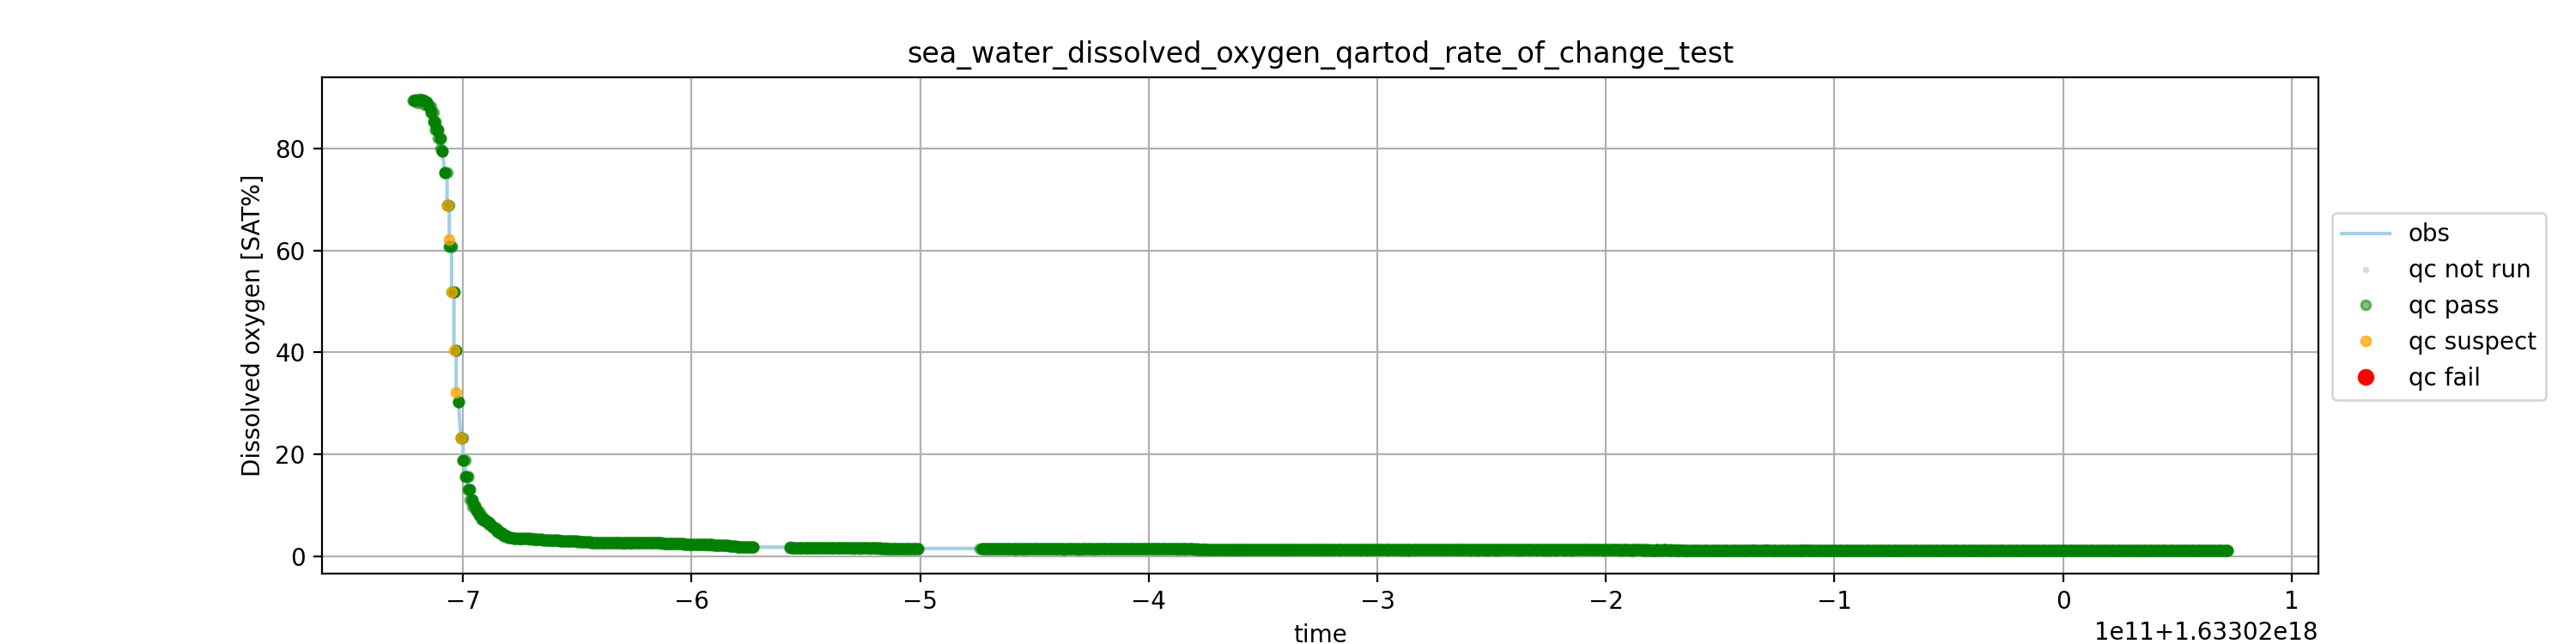 sea_water_dissolved_oxygen_qartod_rate_of_change_test
Dissolved oxygen [SAT%]
80
60
40
20
0
−7 −6 −5 −4 −3 −2 −1 0 1
time
1e11+1.63302e18
obs
qc not run
qc pass
qc suspect
qc fail